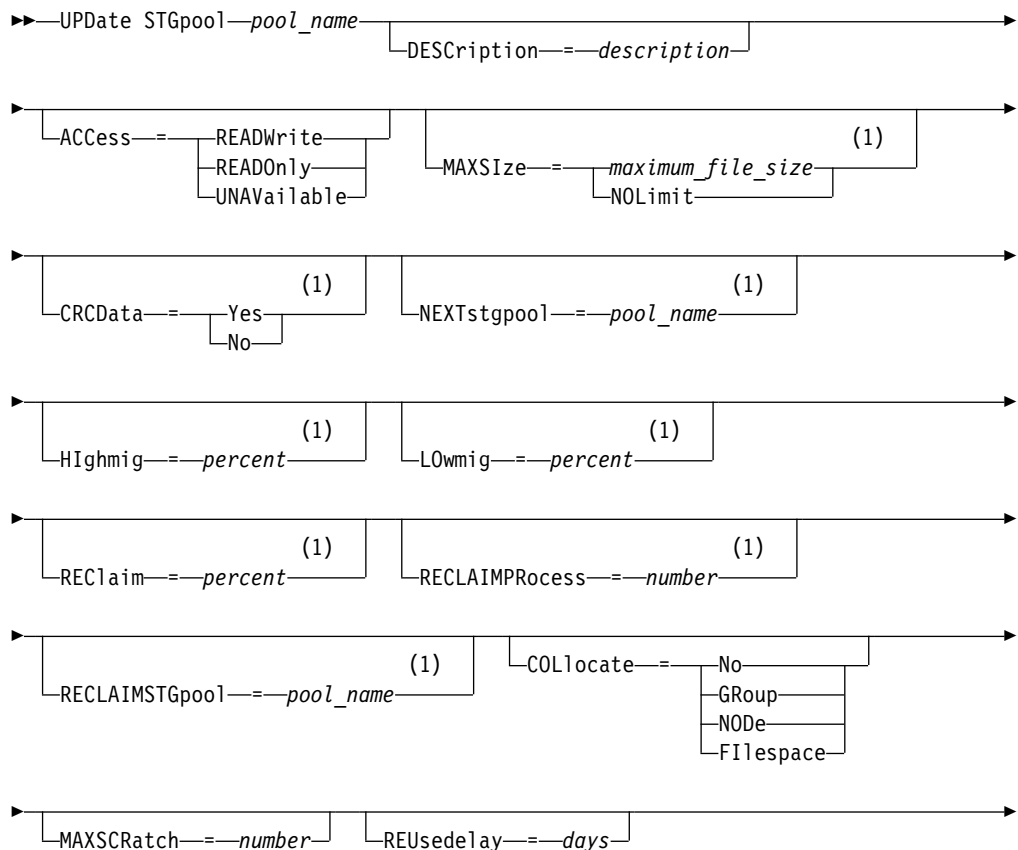 UPDate STGpool pool_name
DESCription = description
ACCess = READWrite
READOnly
UNAVailable
(1)
MAXSIze = maximum_file_size
NOLimit
(1)
CRCData = Yes
No
(1)
NEXTstgpool = pool_name
(1)
HIghmig = percent
(1)
LOwmig = percent
(1)
REClaim = percent
(1)
RECLAIMPRocess = number
(1)
RECLAIMSTGpool = pool_name
COLlocate = No
GRoup
NODe
FIlespace
MAXSCRatch = number
REUsedelay = days